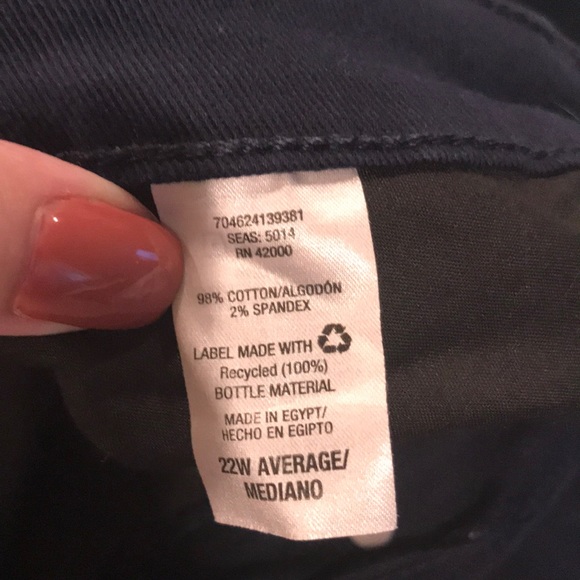 704624139381
SEAS: 5014
RN 42000
98% COTTON/ALGODÓN
2% SPANDEX
LABEL MADE WITH
Recycled (100%)
BOTTLE MATERIAL
MADE IN EGYPT/
HECHO EN EGIPTO
22W AVERAGE/
MEDIANO